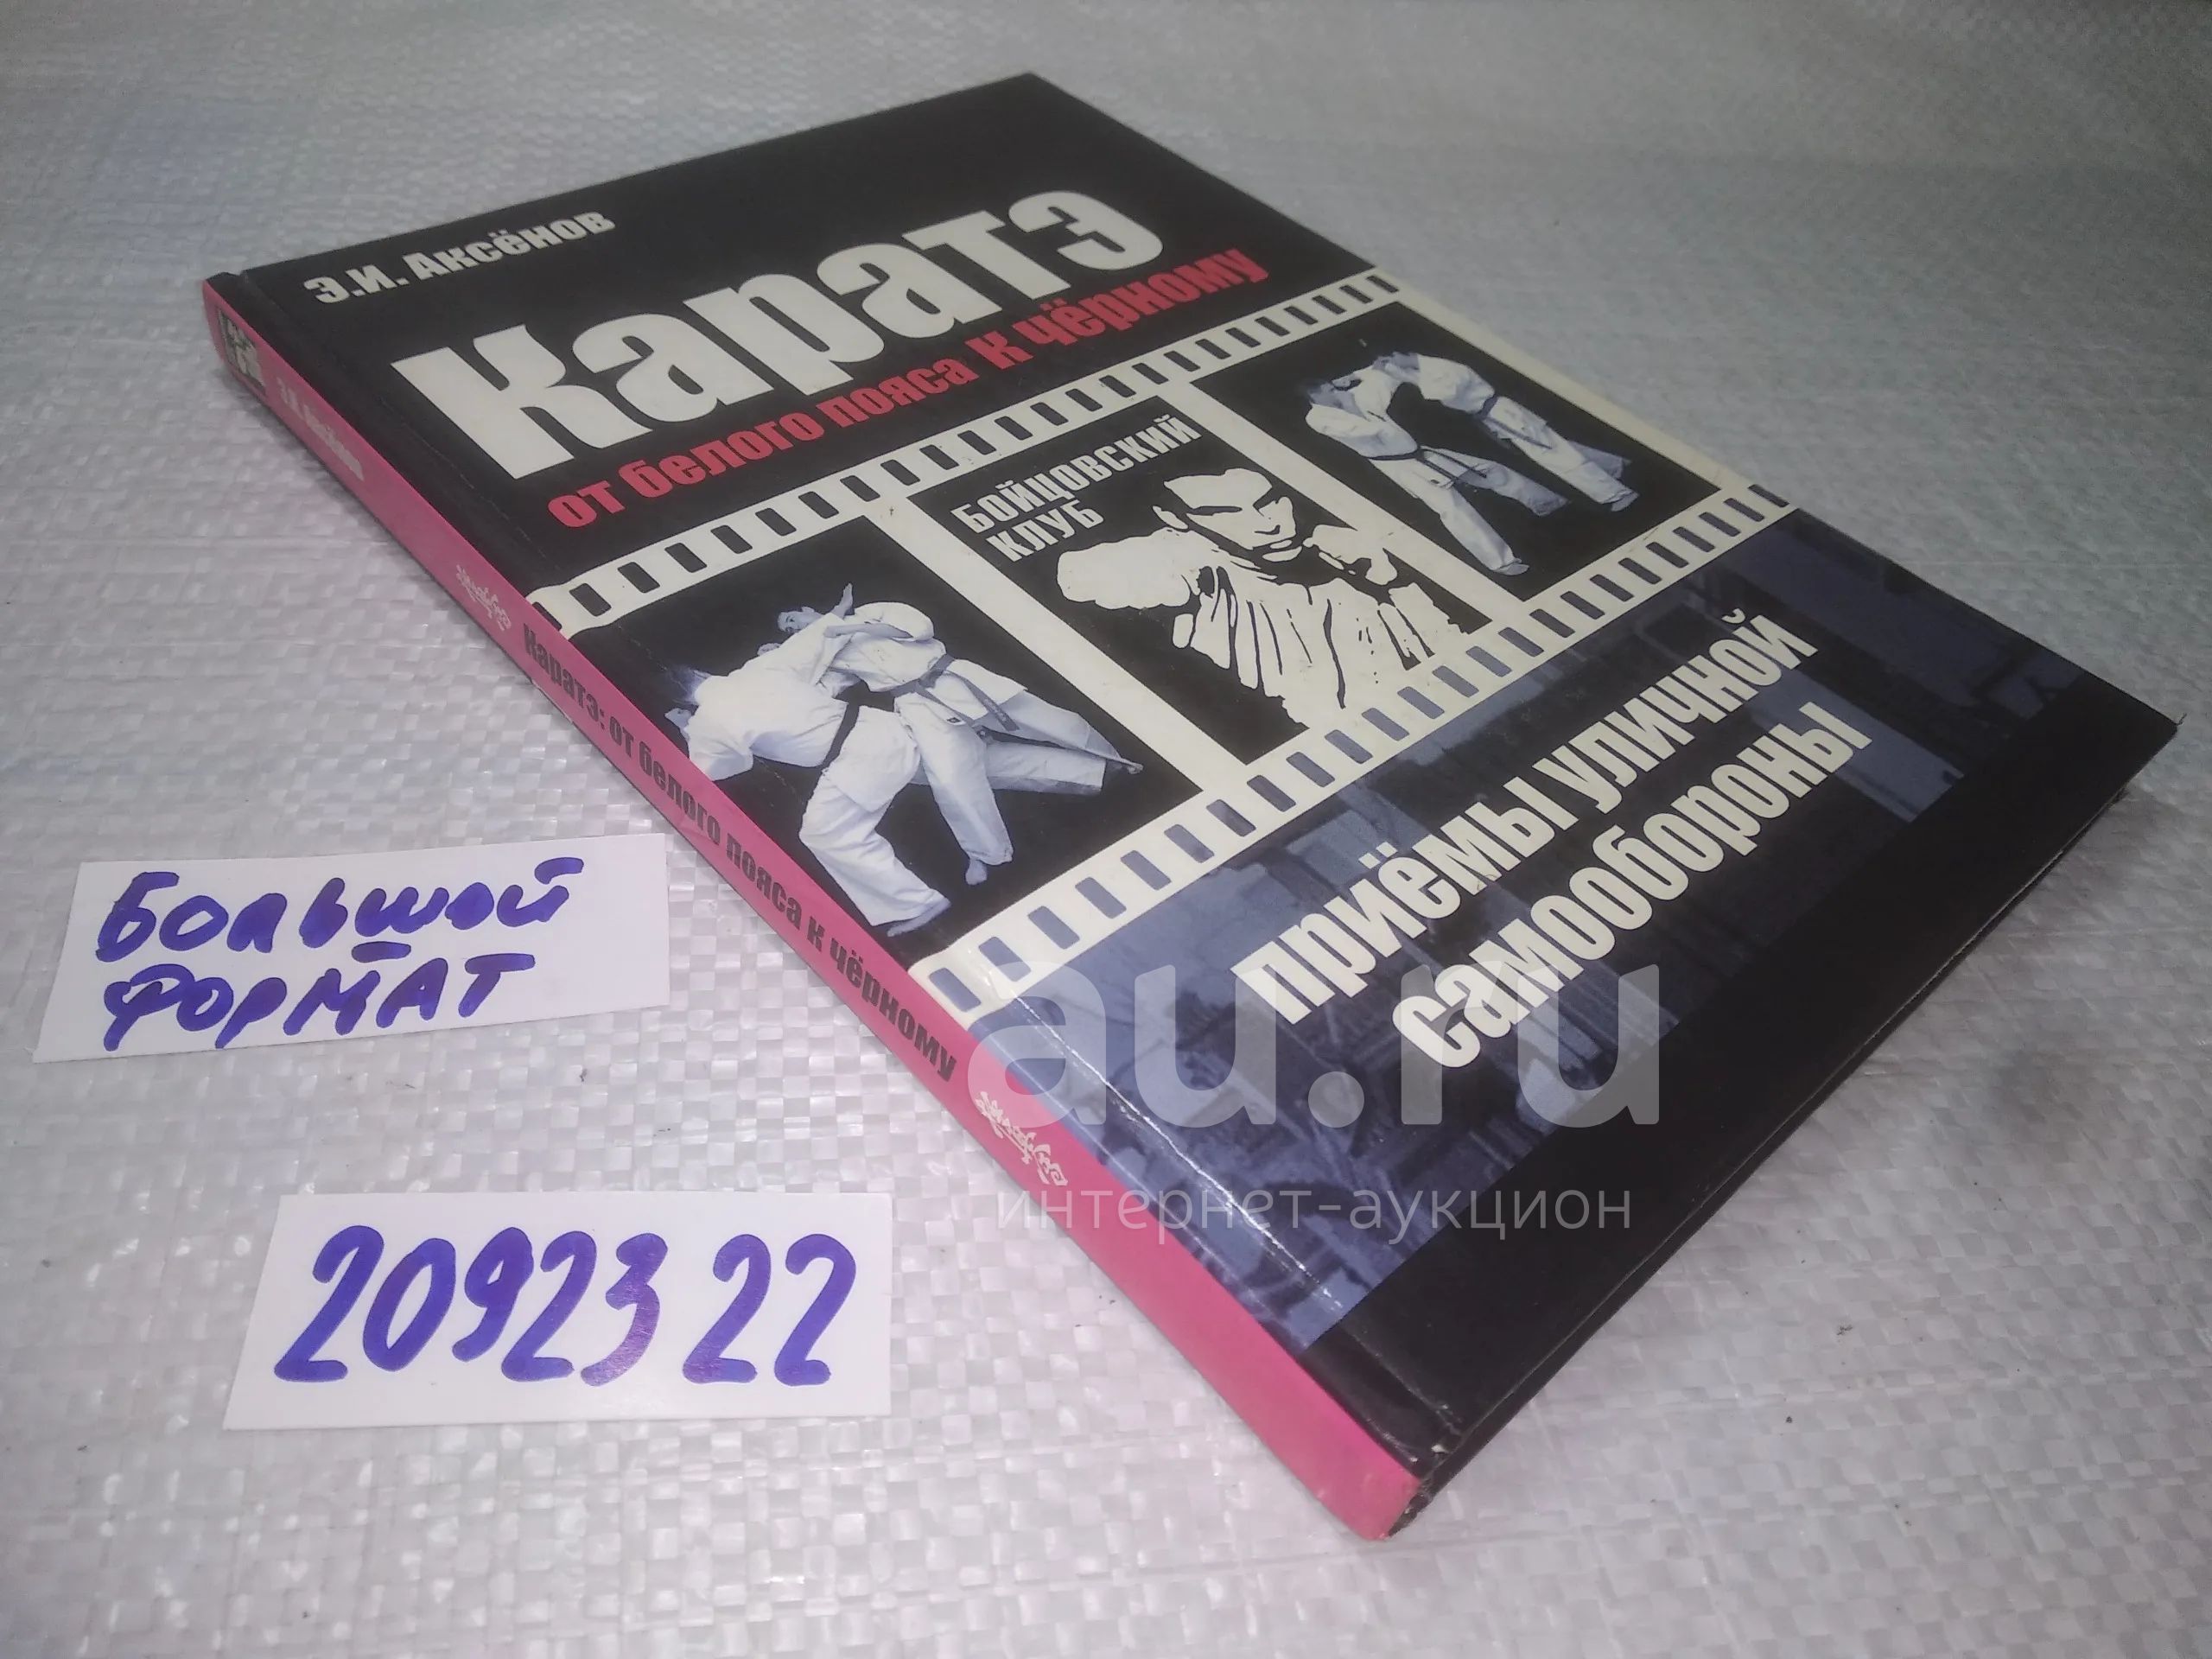 Э.И. Аксёнов
Каратэ
от белого пояса к чёрному
БОЙЦОВСКИЙ
КЛУБ
приёмы уличной
самообороны
Э.И. Аксёнов
Каратэ: от белого пояса к чёрному
Большой
формат
2092322
au.ru
интернет-аукцион